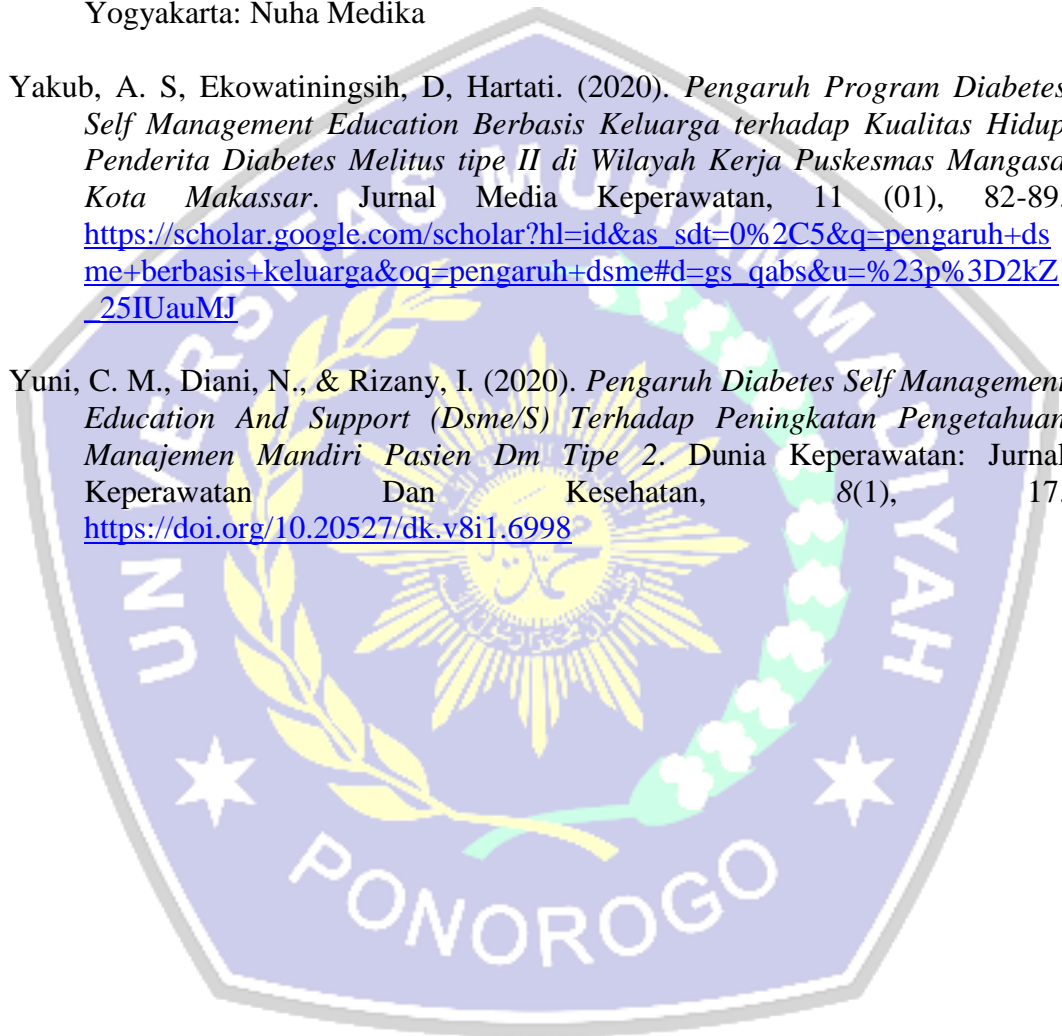 Yogyakarta: Nuha Medika
Yakub, A. S, Ekowatiningsih, D, Hartati. (2020). Pengaruh Program Diabetes
Self Management Education Berbasis Keluarga terhadap Kualitas Hidup
Penderita Diabetes Melitus tipe II di Wilayah Kerja Puskesmas Mangasa
Kota Makassar. Jurnal Media Keperawatan, 11 (01), 82-89.
https://scholar.google.com/scholar?hl=id&as_sdt=0%2C5&q=pengaruh+ds
me+berbasis+keluarga&oq=pengaruh+dsme#d=gs_qabs&u=%23p%3D2kZ
_25IUauMJ
Yuni, C. M., Diani, N., & Rizany, I. (2020). Pengaruh Diabetes Self Management
Education And Support (Dsme/S) Terhadap Peningkatan Pengetahuan
Manajemen Mandiri Pasien Dm Tipe 2. Dunia Keperawatan: Jurnal
Keperawatan Dan Kesehatan, 8(1), 17.
https://doi.org/10.20527/dk.v8i1.6998
UNIVERSITAS MUHAMMADIYAH
PONOROGO